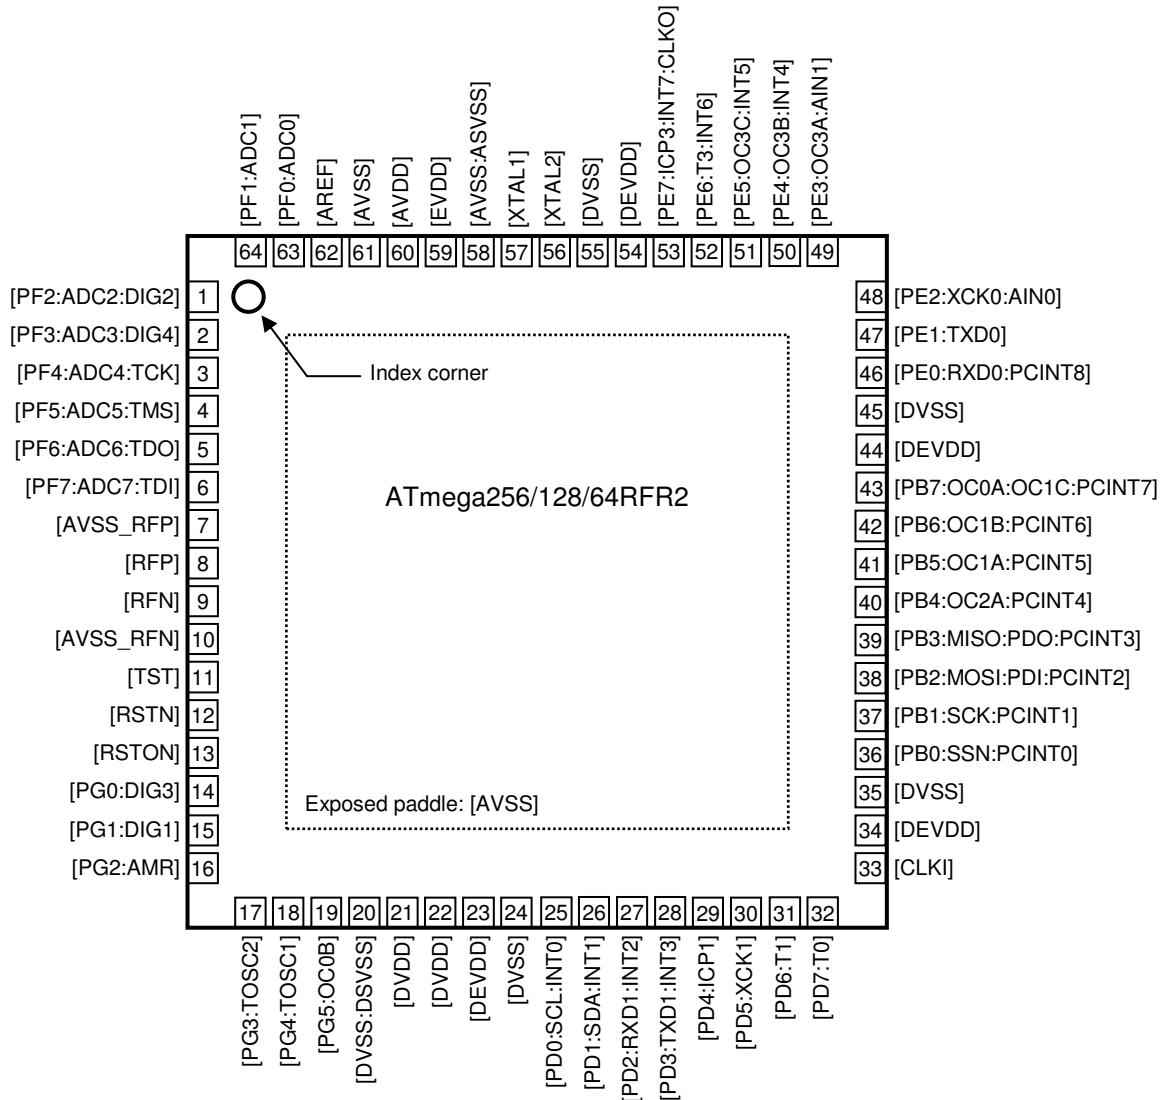 [PF1:ADC1]
[PF0:ADC0]
[AREF]
[AVSS]
[AVDD]
[EVDD]
[AVSS:ASVSS]
[XTAL1]
[XTAL2]
[DVSS]
[DEVDD]
[PE7:ICP3:INT7:CLKO]
[PE6:T3:INT6]
[PE5:OC3C:INT5]
[PE4:OC3B:INT4]
[PE3:OC3A:AIN1]
64 63 62 61 60 59 58 57 56 55 54 53 52 51 50 49
[PF2:ADC2:DIG2] 1
[PF3:ADC3:DIG4] 2
[PF4:ADC4:TCK] 3
[PF5:ADC5:TMS] 4
[PF6:ADC6:TDO] 5
[PF7:ADC7:TDI] 6
[AVSS_RFP] 7
[RFP] 8
[RFN] 9
[AVSS_RFN] 10
[TST] 11
[RSTN] 12
[RSTON] 13
[PG0:DIG3] 14
[PG1:DIG1] 15
[PG2:AMR] 16
Index corner
ATmega256/128/64RFR2
Exposed paddle: [AVSS]
48 [PE2:XCK0:AIN0]
47 [PE1:TXD0]
46 [PE0:RXD0:PCINT8]
45 [DVSS]
44 [DEVDD]
43 [PB7:OC0A:OC1C:PCINT7]
42 [PB6:OC1B:PCINT6]
41 [PB5:OC1A:PCINT5]
40 [PB4:OC2A:PCINT4]
39 [PB3:MISO:PDO:PCINT3]
38 [PB2:MOSI:PDI:PCINT2]
37 [PB1:SCK:PCINT1]
36 [PB0:SSN:PCINT0]
35 [DVSS]
34 [DEVDD]
33 [CLKI]
17 18 19 20 21 22 23 24 25 26 27 28 29 30 31 32
[PG3:TOSC2]
[PG4:TOSC1]
[PG5:OC0B]
[DVSS:DSVSS]
[DVDD]
[DVDD]
[DEVDD]
[DVSS]
[PD0:SCL:INT0]
[PD1:SDA:INT1]
[PD2:RXD1:INT2]
[PD3:TXD1:INT3]
[PD4:ICP1]
[PD5:XCK1]
[PD6:T1]
[PD7:T0]